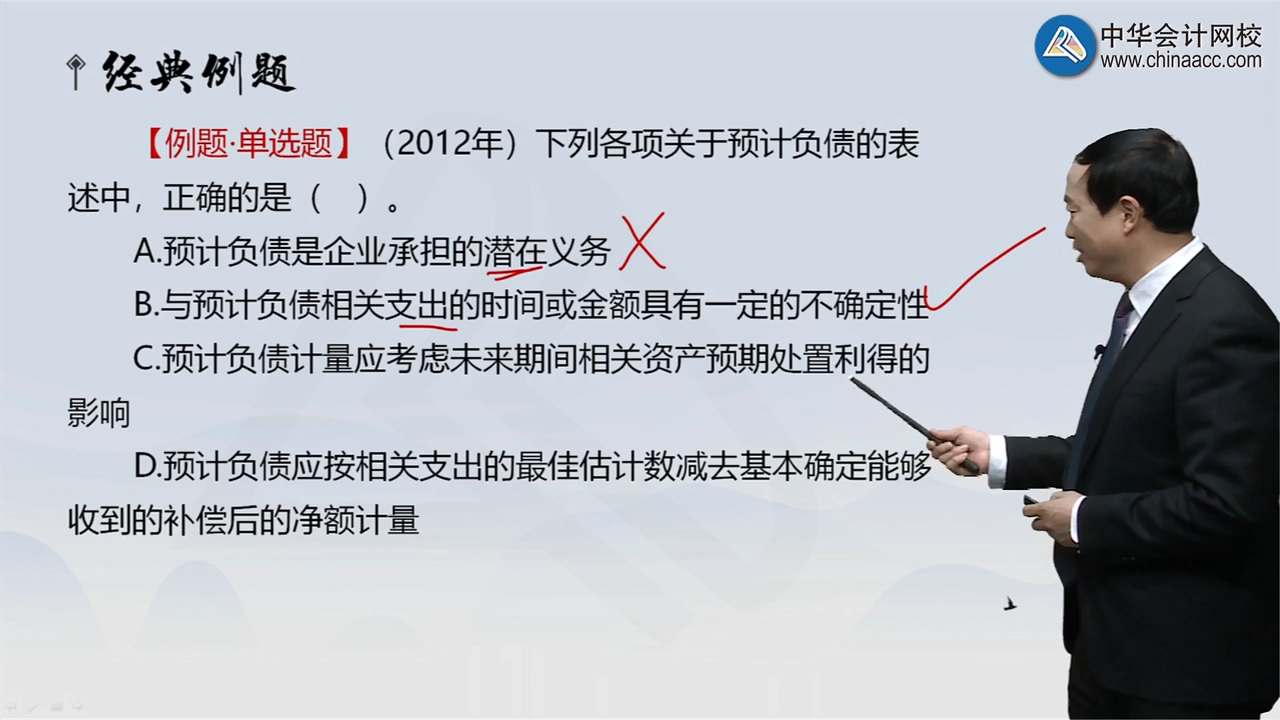 中华会计网校
www.chinaacc.com
经典例题
【例题·单选题】（2012年）下列各项关于预计负债的表
述中，正确的是（ ）。
A.预计负债是企业承担的潜在义务
B.与预计负债相关支出的时间或金额具有一定的不确定性
C.预计负债计量应考虑未来期间相关资产预期处置利得的
影响
D.预计负债应按相关支出的最佳估计数减去基本确定能够
收到的补偿后的净额计量